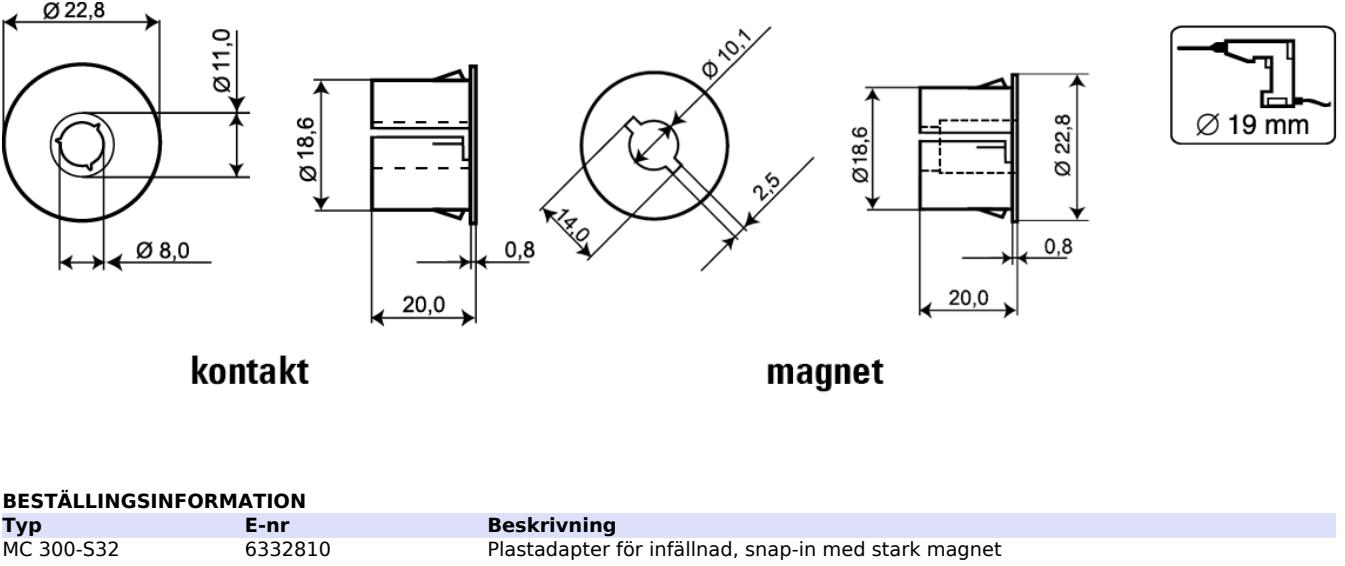 Ø 22,8
Ø 11,0
Ø 8,0
Ø 18,6
0,8
20,0
Ø 10,1
14,0
2,5
Ø 18,6
Ø 22,8
0,8
20,0
Ø 19 mm
kontakt
magnet
BESTÄLLINGSINFORMATION
Typ E-nr Beskrivning
MC 300-S32 6332810 Plastadapter för infällnad, snap-in med stark magnet